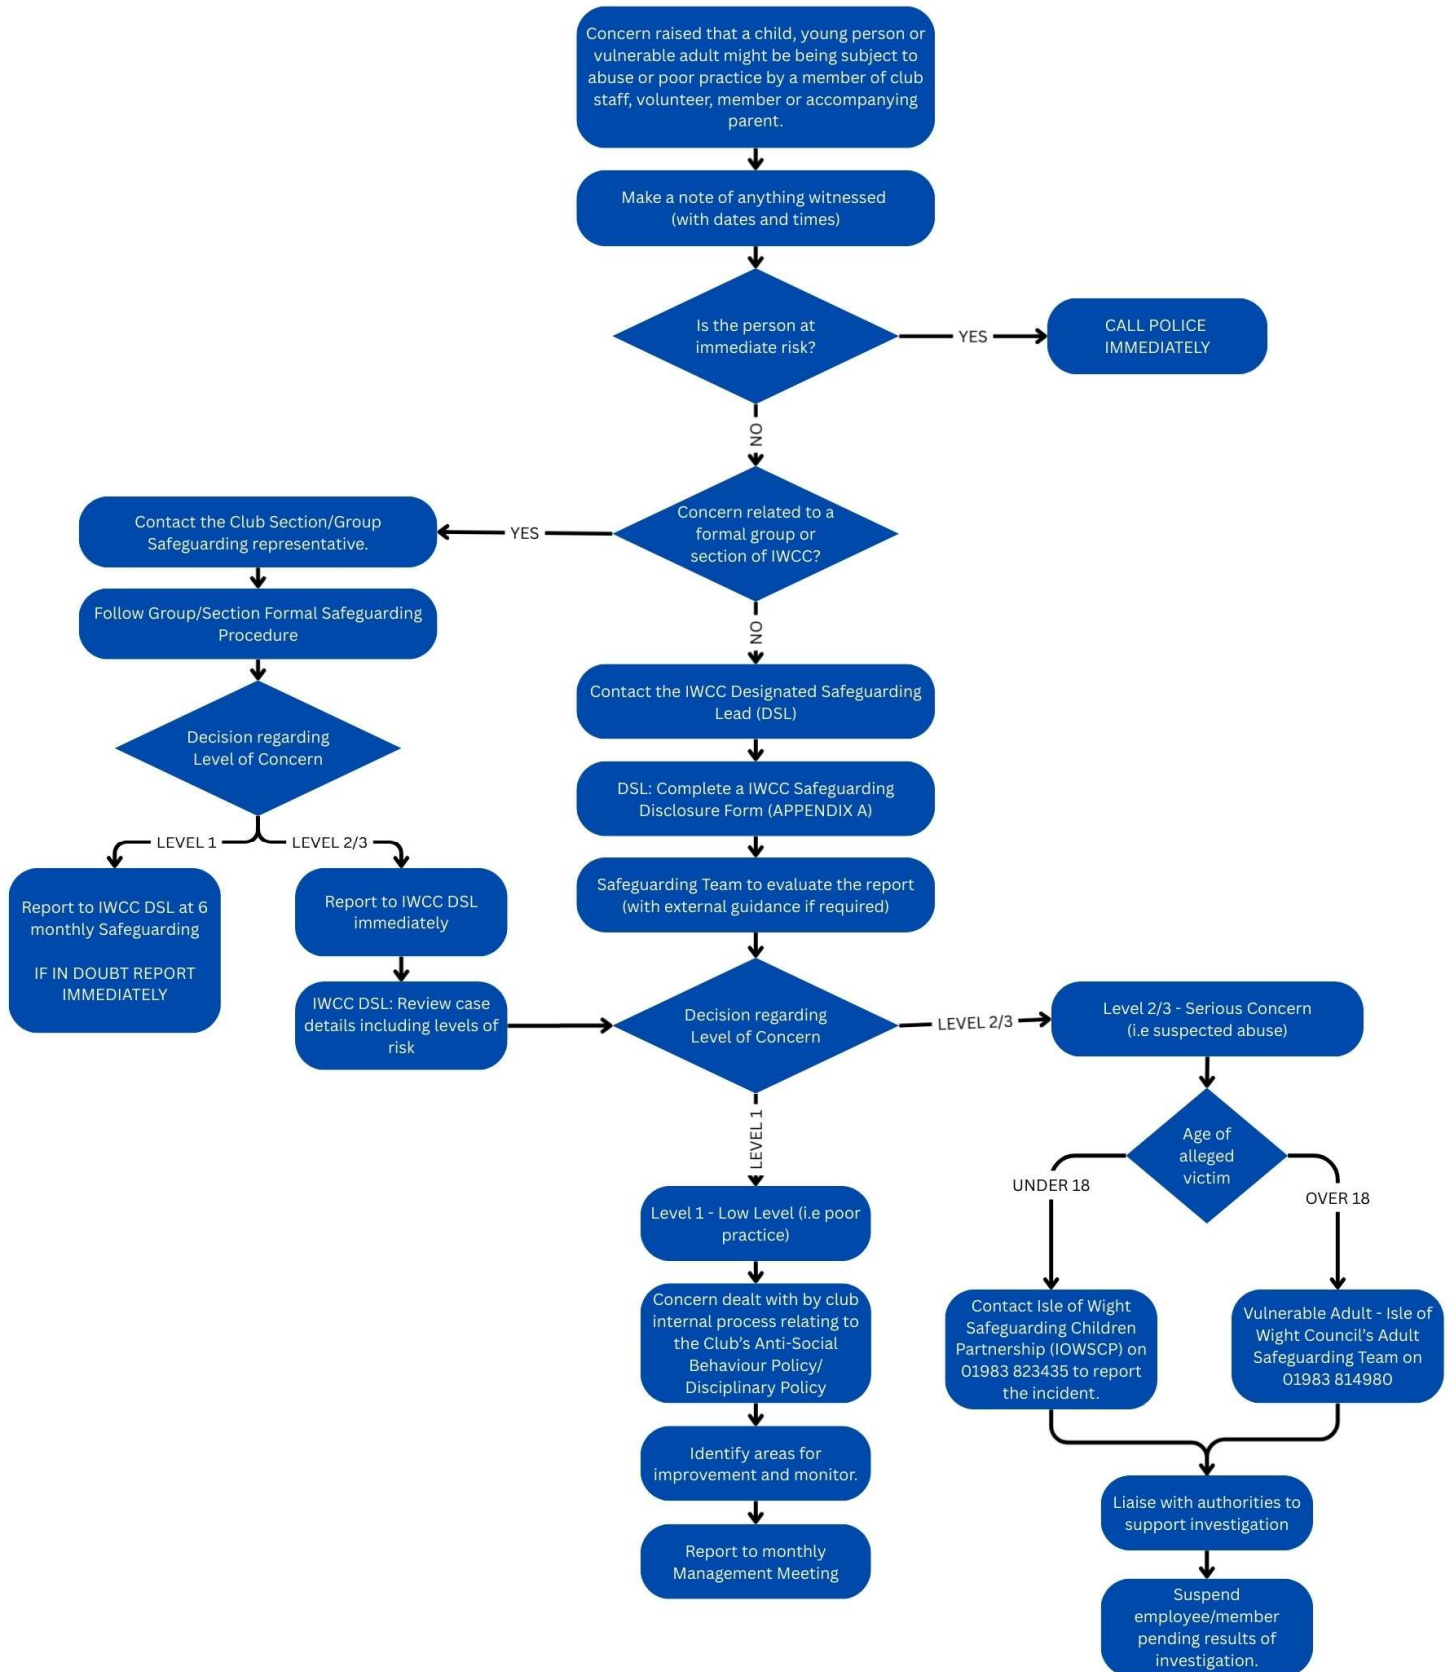 Concern raised that a child, young person or
vulnerable adult might be being subject to
abuse or poor practice by a member of club
staff, volunteer, member or accompanying
parent.
Make a note of anything witnessed
(with dates and times)
Is the person at
immediate risk?
YES
CALL POLICE
IMMEDIATELY
NO
Concern related to a
formal group or
section of IWCC?
YES
Contact the Club Section/Group
Safeguarding representative.
Follow Group/Section Formal Safeguarding
Procedure
Decision regarding
Level of Concern
LEVEL 1
LEVEL 2/3
Report to IWCC DSL at 6
monthly Safeguarding
IF IN DOUBT REPORT
IMMEDIATELY
Report to IWCC DSL
immediately
IWCC DSL: Review case
details including levels of
risk
NO
Contact the IWCC Designated Safeguarding
Lead (DSL)
DSL: Complete a IWCC Safeguarding
Disclosure Form (APPENDIX A)
Safeguarding Team to evaluate the report
(with external guidance if required)
Decision regarding
Level of Concern
LEVEL 2/3
Level 2/3 - Serious Concern
(i.e suspected abuse)
Age of
alleged
victim
UNDER 18
OVER 18
Contact Isle of Wight
Safeguarding Children
Partnership (IOWSCP) on
01983 823435 to report
the incident.
Vulnerable Adult - Isle of
Wight Council’s Adult
Safeguarding Team on
01983 814980
Liaise with authorities to
support investigation
Suspend
employee/member
pending results of
investigation.
LEVEL 1
Level 1 - Low Level (i.e poor
practice)
Concern dealt with by club
internal process relating to
the Club’s Anti-Social
Behaviour Policy/
Disciplinary Policy
Identify areas for
improvement and monitor.
Report to monthly
Management Meeting